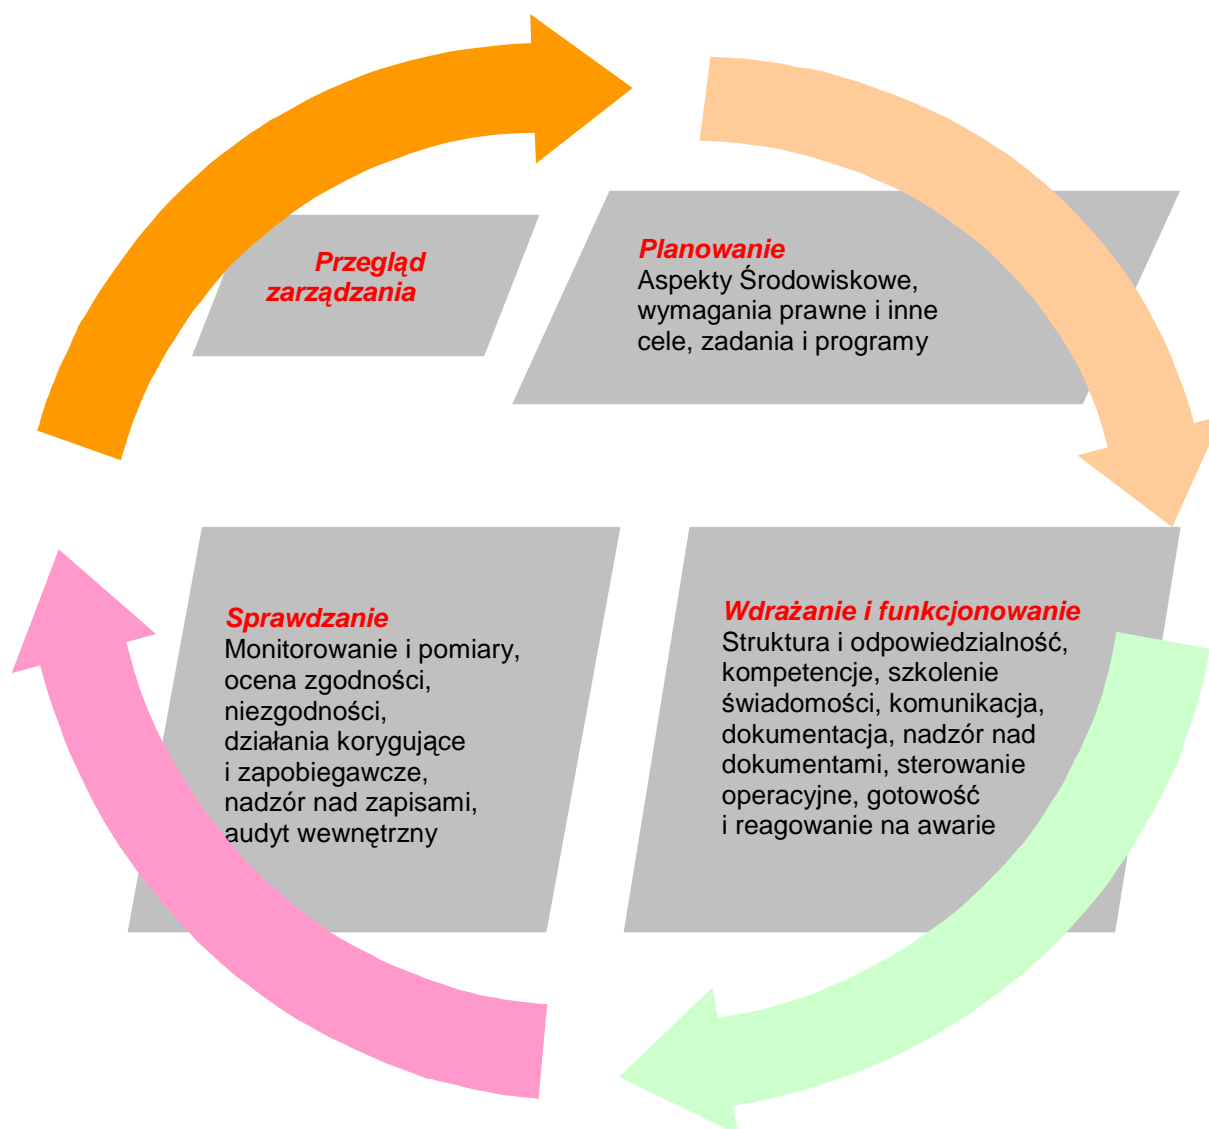 Przegląd
zarządzania
Planowanie
Aspekty Środowiskowe,
wymagania prawne i inne
cele, zadania i programy
Sprawdzanie
Monitorowanie i pomiary,
ocena zgodności,
niezgodności,
działania korygujące
i zapobiegawcze,
nadzór nad zapisami,
audyt wewnętrzny
Wdrażanie i funkcjonowanie
Struktura i odpowiedzialność,
kompetencje, szkolenie
świadomości, komunikacja,
dokumentacja, nadzór nad
dokumentami, sterowanie
operacyjne, gotowość
i reagowanie na awarie